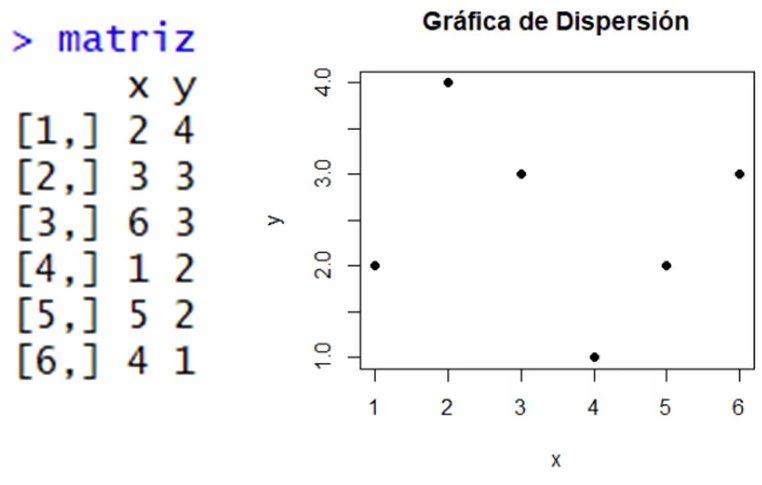 > matriz
x y
[1,] 2 4
[2,] 3 3
[3,] 6 3
[4,] 1 2
[5,] 5 2
[6,] 4 1
Gráfica de Dispersión
y
4.0
3.0
2.0
1.0
1 2 3 4 5 6
x